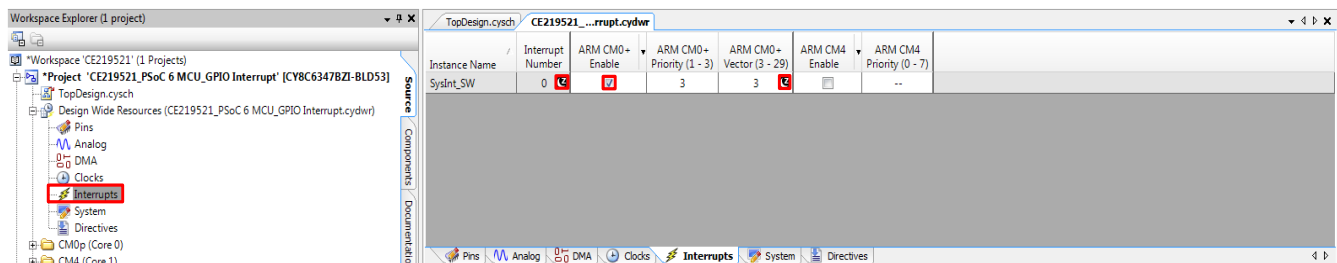 Workspace Explorer (1 project)
*Workspace 'CE219521' (1 Projects)
*Project 'CE219521_PSoC 6 MCU_GPIO Interrupt' [CY8C6347BZI-BLD53]
TopDesign.cysch
Design Wide Resources (CE219521_PSoC 6 MCU_GPIO Interrupt.cydwr)
Pins
Analog
DMA
Clocks
Interrupts
System
Directives
CM0p (Core 0)
CM4 (Core 1)
Source
Components
Documentatio
TopDesign.cysch
CE219521_...rrupt.cydwr
Instance Name
Interrupt Number
ARM CM0+ Enable
ARM CM0+ Priority (1 - 3)
ARM CM0+ Vector (3 - 29)
ARM CM4 Enable
ARM CM4 Priority (0 - 7)
SysInt_SW 0 3 3 --
Pins Analog DMA Clocks Interrupts System Directives